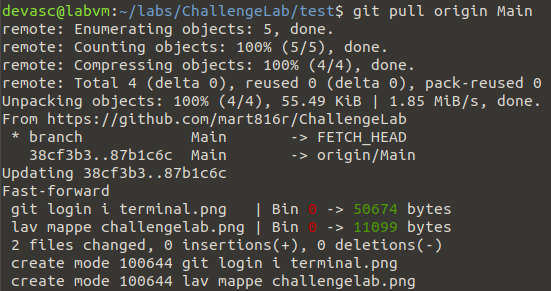 devasc@labvm:~/labs/ChallengeLab/test$ git pull origin Main
remote: Enumerating objects: 5, done.
remote: Counting objects: 100% (5/5), done.
remote: Compressing objects: 100% (4/4), done.
remote: Total 4 (delta 0), reused 0 (delta 0), pack-reused 0
Unpacking objects: 100% (4/4), 55.49 KiB | 1.85 MiB/s, done.
From https://github.com/mart816r/ChallengeLab
 * branch            Main       -> FETCH_HEAD
   38cf3b3..87b1c6c  Main       -> origin/Main
Updating 38cf3b3..87b1c6c
Fast-forward
 git login i terminal.png   | Bin 0 -> 50674 bytes
 lav mappe challengelab.png | Bin 0 -> 11099 bytes
 2 files changed, 0 insertions(+), 0 deletions(-)
 create mode 100644 git login i terminal.png
 create mode 100644 lav mappe challengelab.png